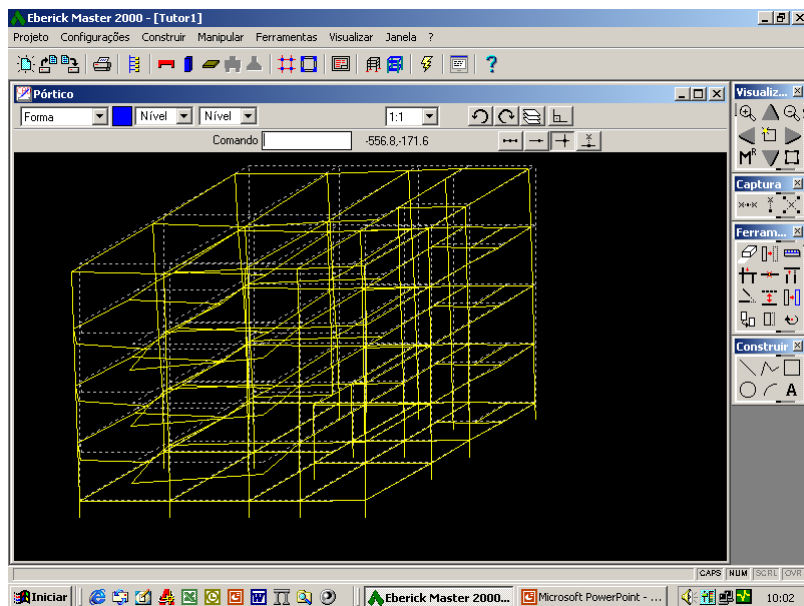 Eberick Master 2000 - [Tutor1]
Projeto Configurações Construir Manipular Ferramentas Visualizar Janela ?
Pórtico
Forma Nível Nível 1:1
Comando -556.8,-171.6
Visualiz...
M R
Captura
Ferram...
Construir
A
CAPS NUM SCRL OVR
Iniciar Eberick Master 2000... Microsoft PowerPoint - ... 10:02